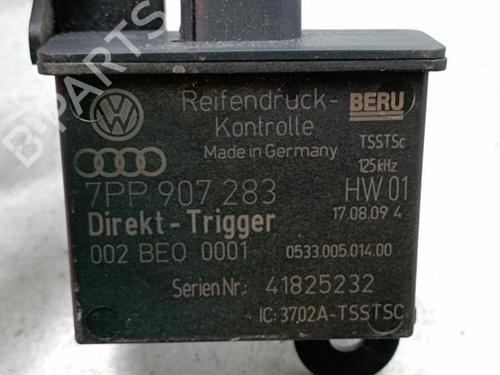 Reifendruck-
Kontrolle
BERU
Made in Germany
TSSTSc
125kHz
7PP 907 283
HW 01
Direkt - Trigger
17.08.09 4
002 BE0 0001
0533.005.014.00
Serien Nr.: 41825232
IC: 3702A-TSSTSC